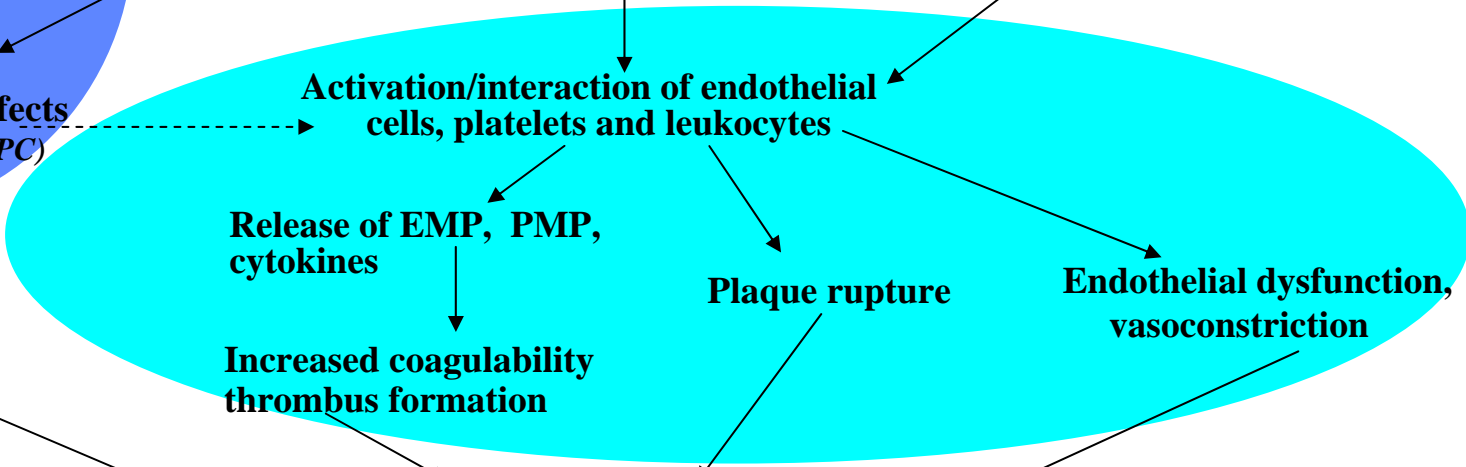 Activation/interaction of endothelial
cells, platelets and leukocytes
fects
PC)
Release of EMP,  PMP,
cytokines
Plaque rupture
Endothelial dysfunction,
vasoconstriction
Increased coagulability
thrombus formation